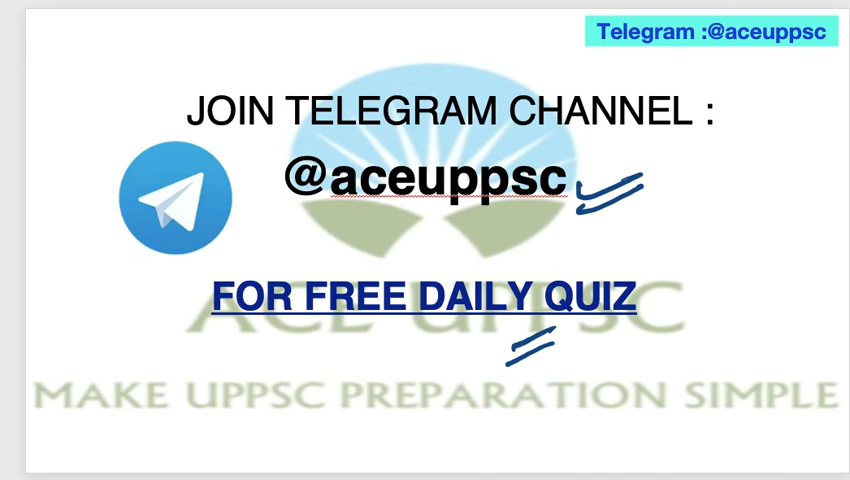 Telegram :@aceuppsc
JOIN TELEGRAM CHANNEL :
@aceuppsc
FOR FREE DAILY QUIZ
ACE UPPSC
MAKE UPPSC PREPARATION SIMPLE